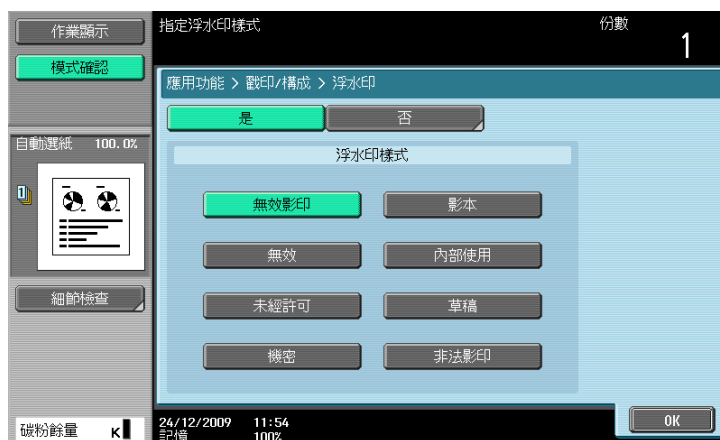 作業顯示
模式確認
指定浮水印樣式
份數
1
應用功能 > 戳印/構成 > 浮水印
是
否
自動選紙 100.0%
1
浮水印樣式
無效影印
影本
無效
內部使用
未經許可
草稿
機密
非法影印
細節檢查
碳粉餘量 K
24/12/2009 11:54
記憶 100%
OK